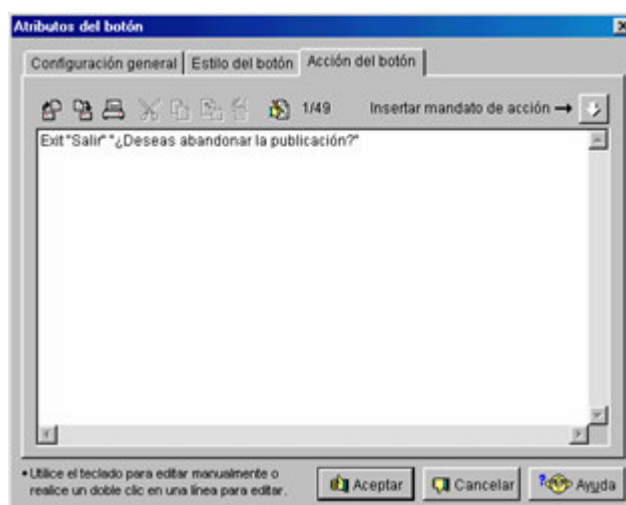 Atributos del botón
Configuración general Estilo del botón Acción del botón
1/49 Insertar mandato de acción
Exit "Salir" "¿Deseas abandonar la publicación?"
• Utilice el teclado para editar manualmente o
realice un doble clic en una línea para editar.
Aceptar Cancelar Ayuda